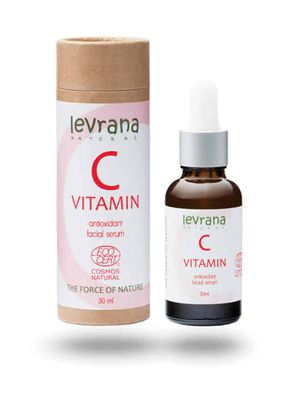 levrana
NATURAL
C
VITAMIN
antioxidant
facial serum
ECO
CERT
COSMOS
NATURAL
THE FORCE OF NATURE
30 ml
levrana
NATURAL
C
VITAMIN
antioxidant
facial serum
30ml